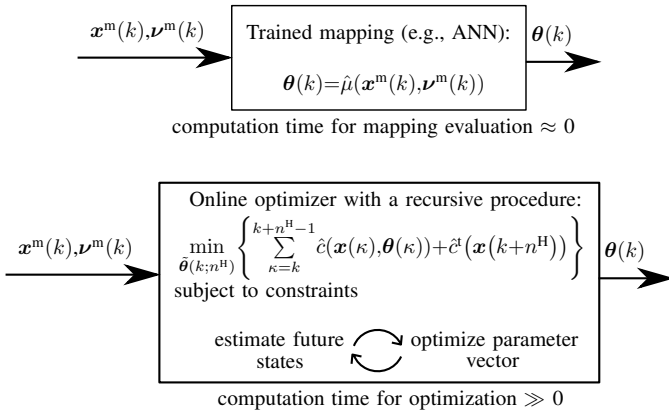 x^m(k),ν^m(k)
Trained mapping (e.g., ANN):
θ(k)
θ(k)=μ̂(x^m(k),ν^m(k))
computation time for mapping evaluation ≈ 0
Online optimizer with a recursive procedure:
x^m(k),ν^m(k)
min_{θ̃(k;n^H)} { ∑_{κ=k}^{k+n^H−1} ĉ(x(κ),θ(κ))+ĉ^t(x(k+n^H)) }
θ(k)
subject to constraints
estimate future states
optimize parameter vector
computation time for optimization ≫ 0